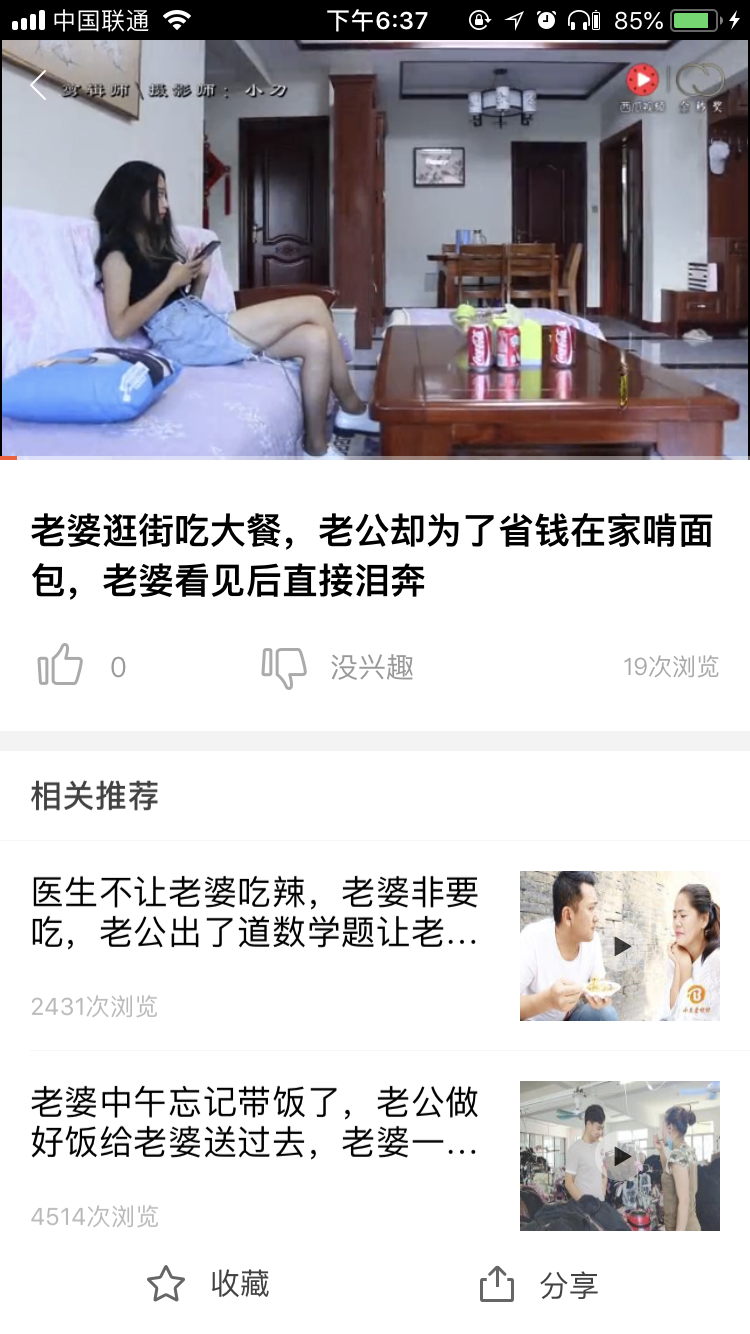 中国联通
下午6:37
85%
剪辑师\摄影师：小刀
西瓜视频 金秒奖
老婆逛街吃大餐，老公却为了省钱在家啃面
包，老婆看见后直接泪奔
0
没兴趣
19次浏览
相关推荐
医生不让老婆吃辣，老婆非要
吃，老公出了道数学题让老…
2431次浏览
老婆中午忘记带饭了，老公做
好饭给老婆送过去，老婆一…
4514次浏览
收藏
分享